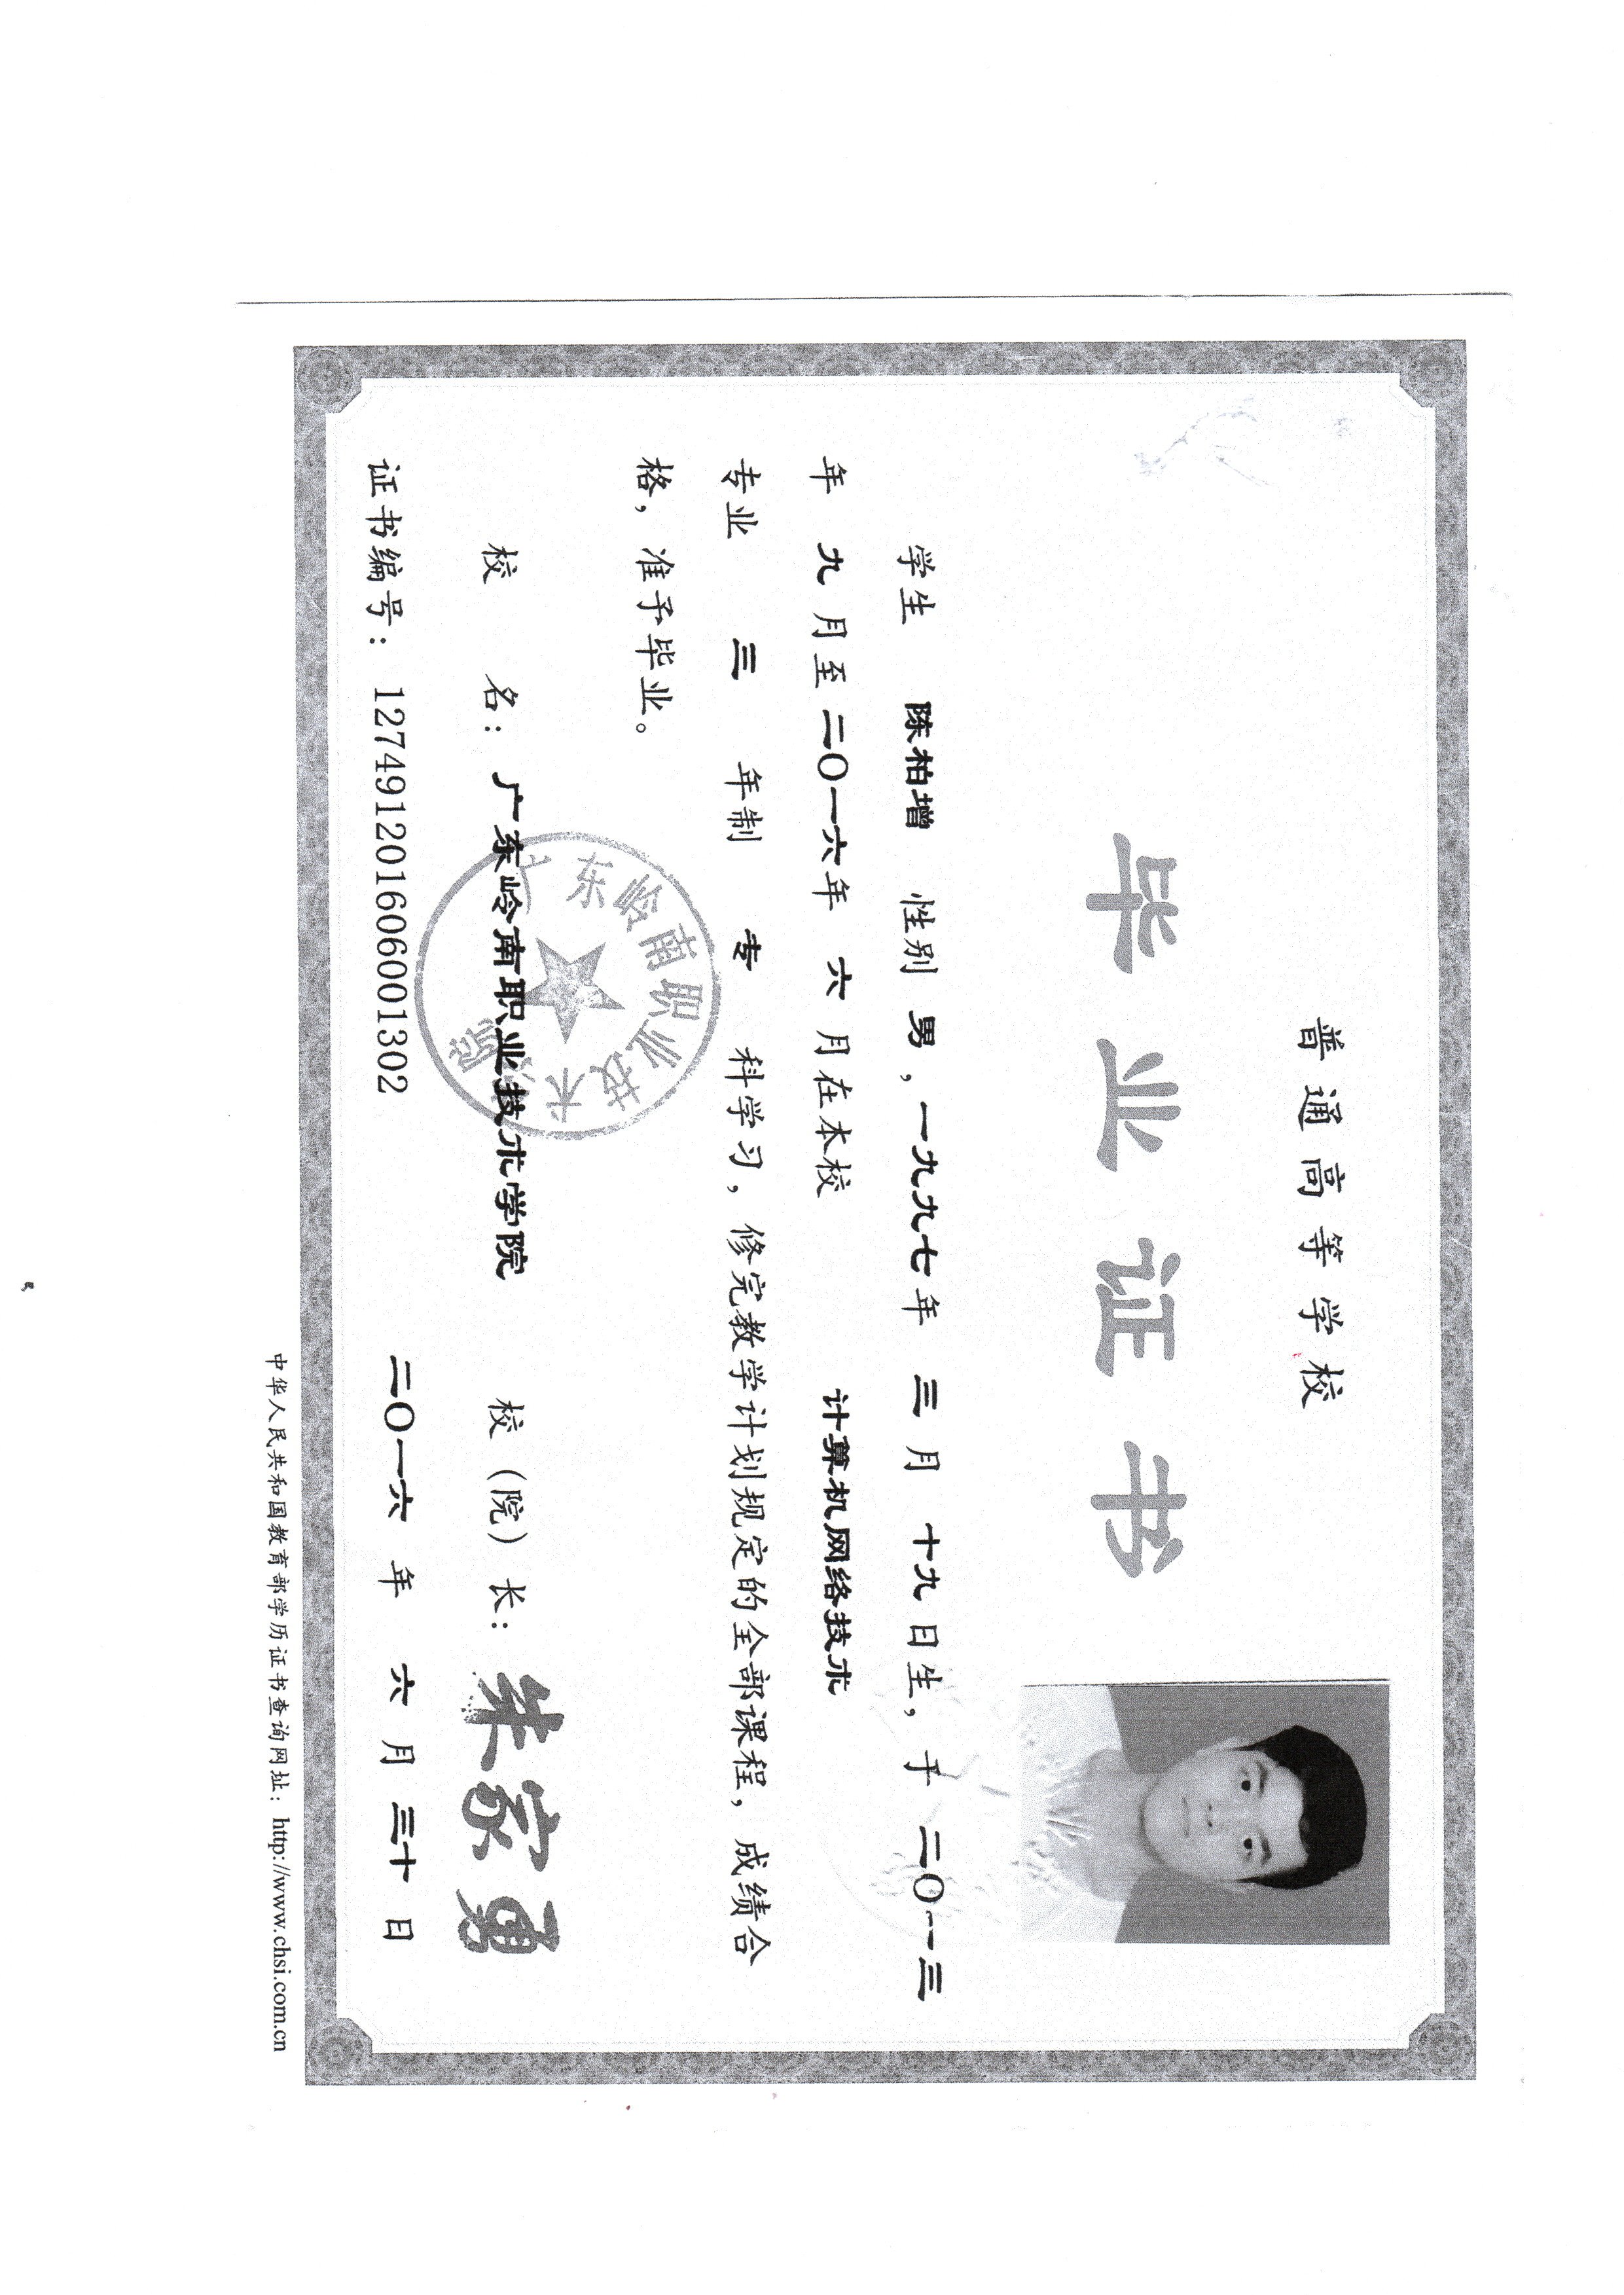 普通高等学校
毕业证书
学生 陈柏增 性别 男，一九九七年 三 月 十九 日生，于 二〇一三
年 九 月至 二〇一六年 六 月在本校 计算机网络技术
专业 三 年制 专 科学习，修完教学计划规定的全部课程，成绩合
格，准予毕业。
校 名：广东岭南职业技术学院 校（院）长：朱家勇
广东岭南职业技术学院
证书编号：127491201606001302 二〇一六 年 六 月 三十 日
中华人民共和国教育部学历证书查询网址：http://www.chsi.com.cn